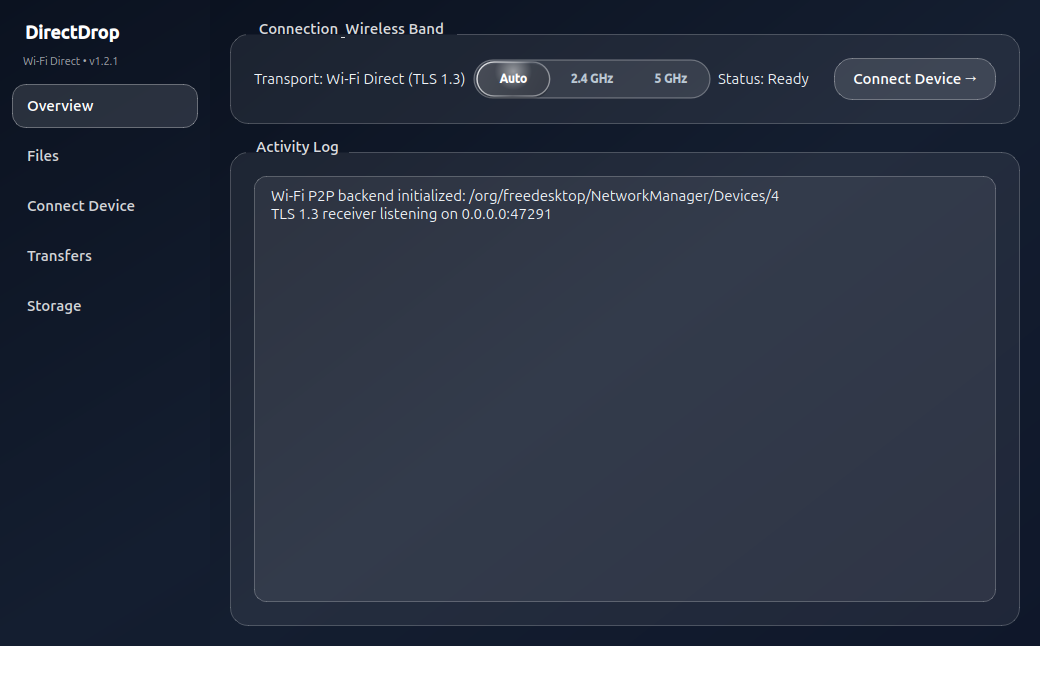 DirectDrop
Wi-Fi Direct • v1.2.1
Overview
Files
Connect Device
Transfers
Storage
Connection _Wireless Band
Transport: Wi-Fi Direct (TLS 1.3) Auto 2.4 GHz 5 GHz Status: Ready Connect Device →
Activity Log
Wi-Fi P2P backend initialized: /org/freedesktop/NetworkManager/Devices/4
TLS 1.3 receiver listening on 0.0.0.0:47291